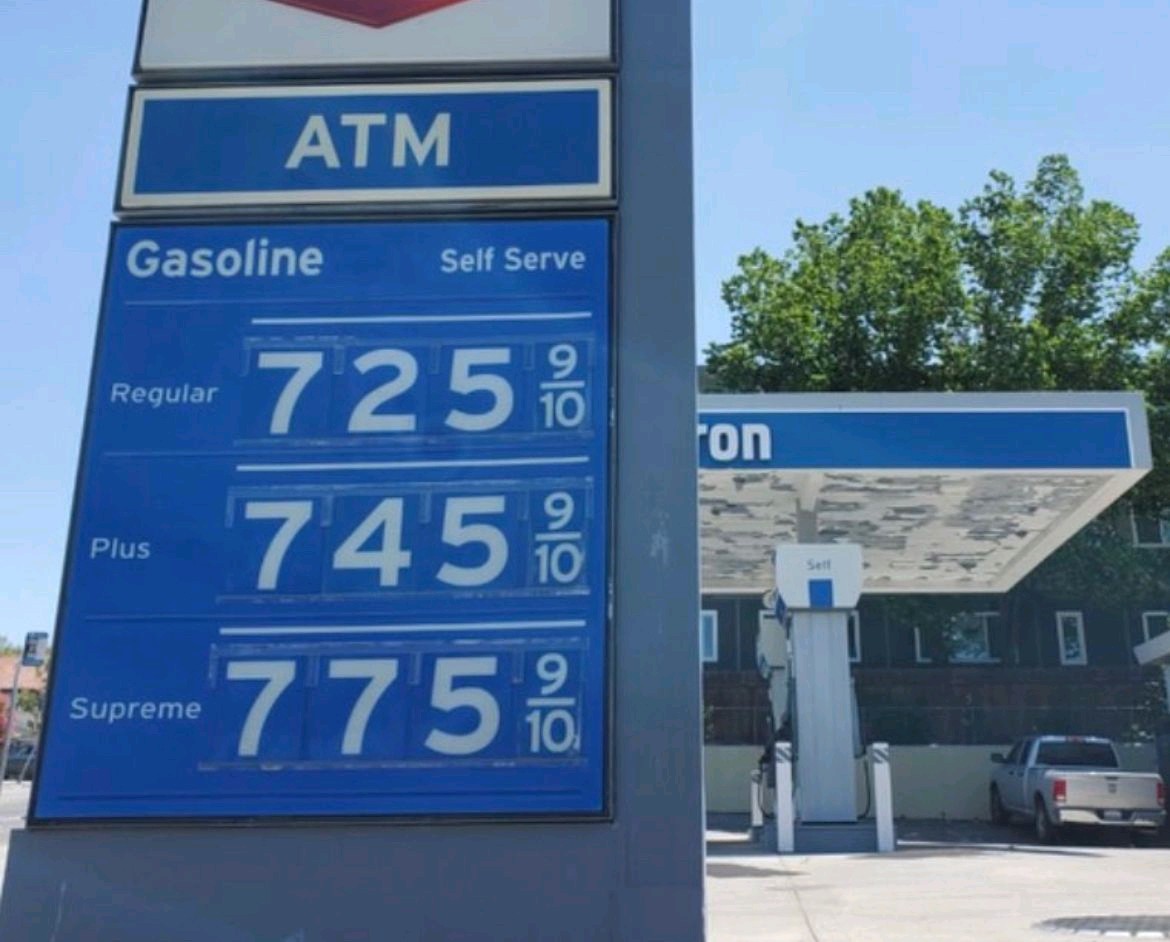 ATM
Gasoline Self Serve
Regular 725 9/10
Plus 745 9/10
Supreme 775 9/10
ron
Self